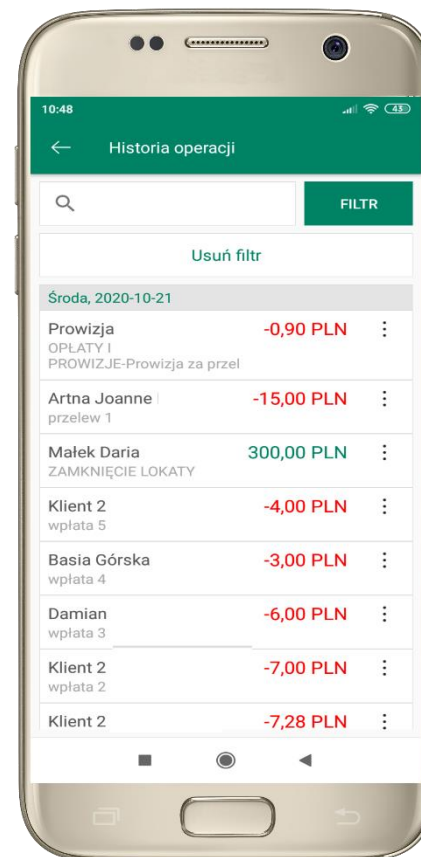 10:48
43
Historia operacji
FILTR
Usuń filtr
Środa, 2020-10-21
Prowizja -0,90 PLN
OPŁATY I
PROWIZJE-Prowizja za przel
Artna Joanne -15,00 PLN
przelew 1
Małek Daria 300,00 PLN
ZAMKNIĘCIE LOKATY
Klient 2 -4,00 PLN
wpłata 5
Basia Górska -3,00 PLN
wpłata 4
Damian -6,00 PLN
wpłata 3
Klient 2 -7,00 PLN
wpłata 2
Klient 2 -7,28 PLN